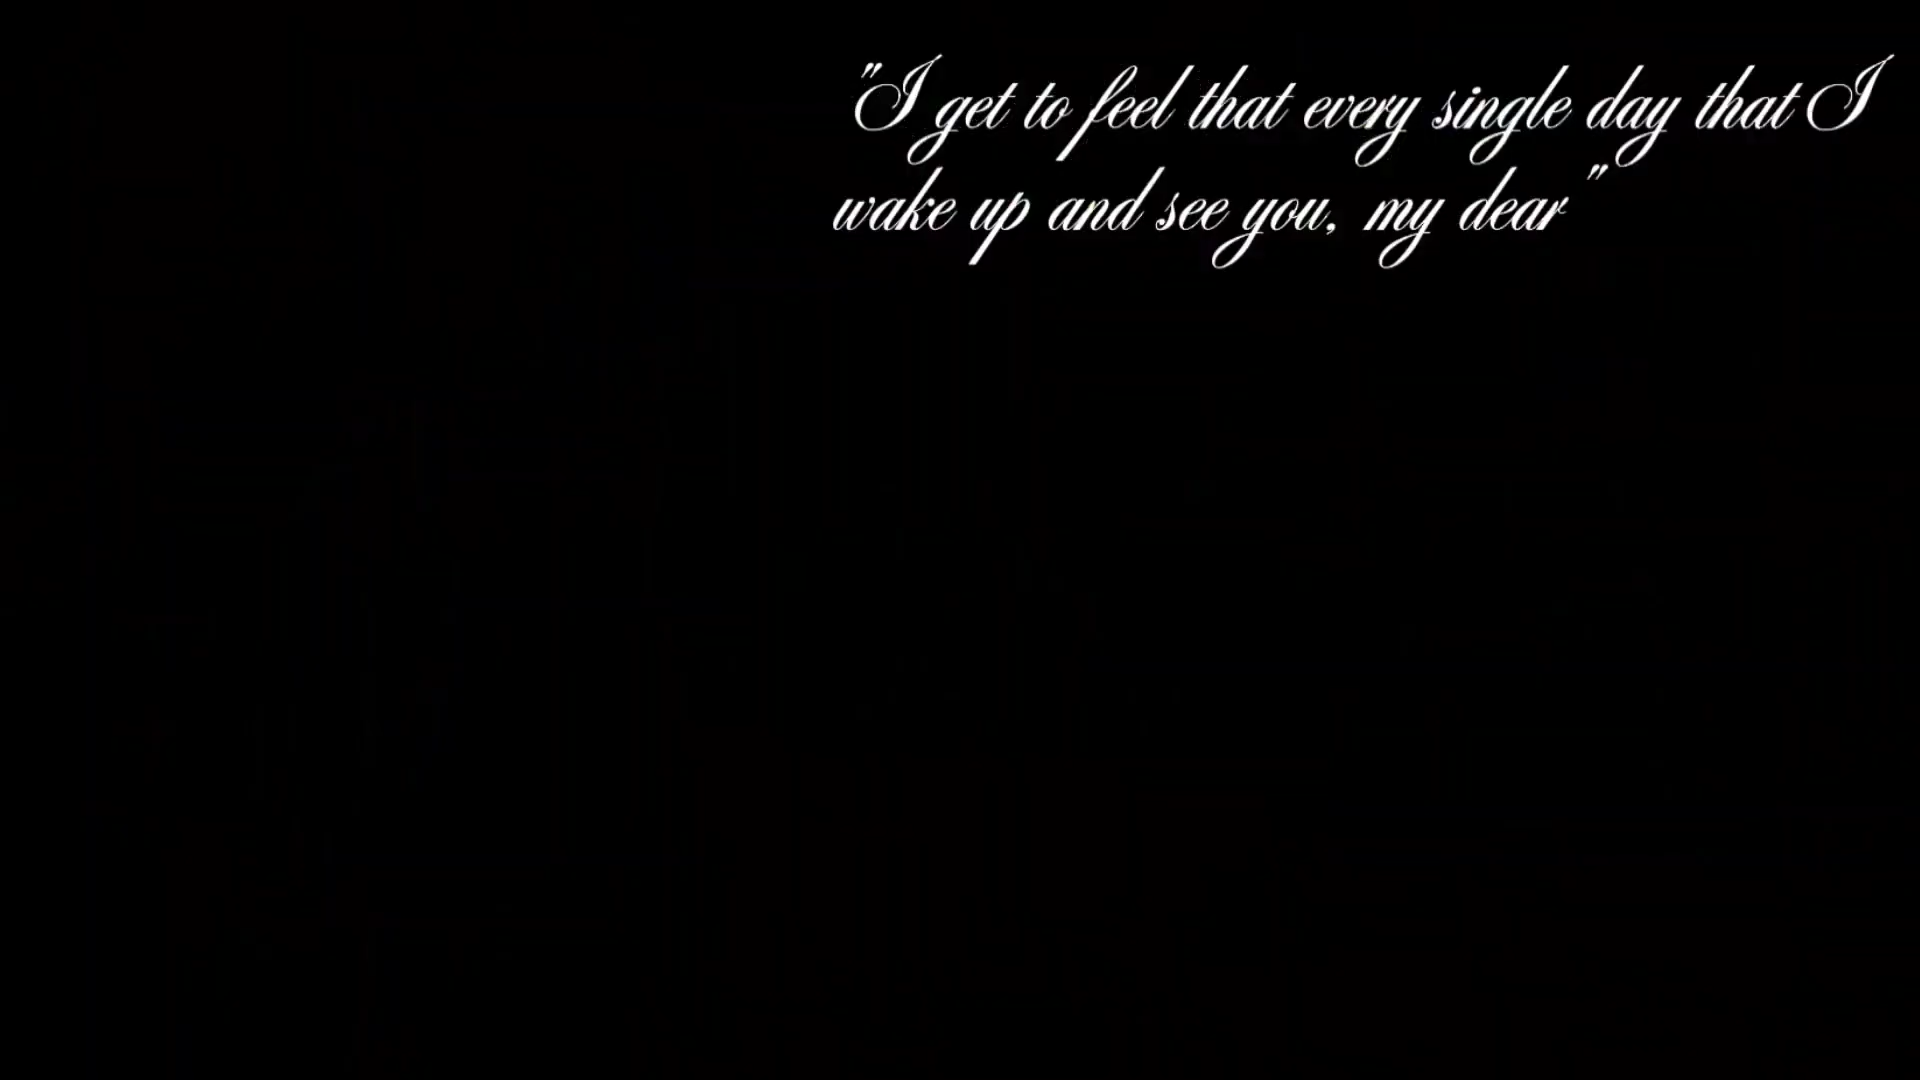 "I get to feel that every single day that I
wake up and see you, my dear"